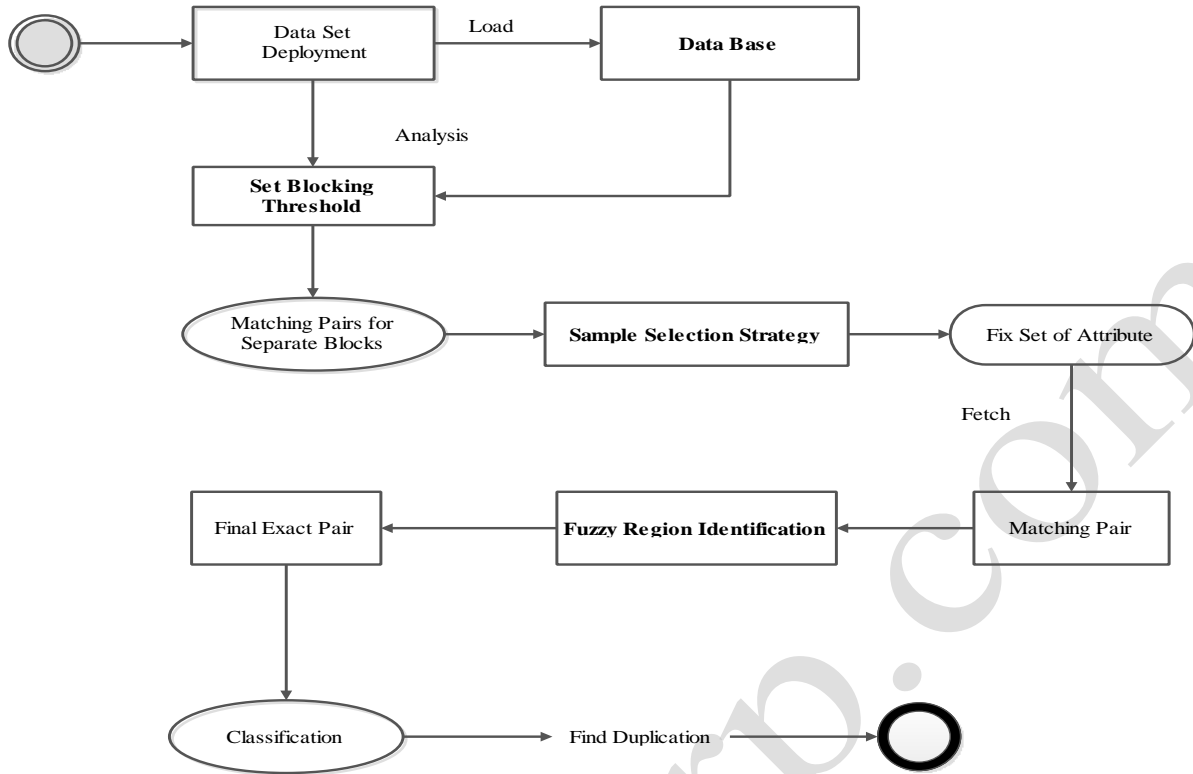 Data Set
Deployment
Load
Data Base
Analysis
Set Blocking
Threshold
Matching Pairs for
Separate Blocks
Sample Selection Strategy
Fix Set of Attribute
Fetch
Final Exact Pair
Fuzzy Region Identification
Matching Pair
Classification
Find Duplication
p.com